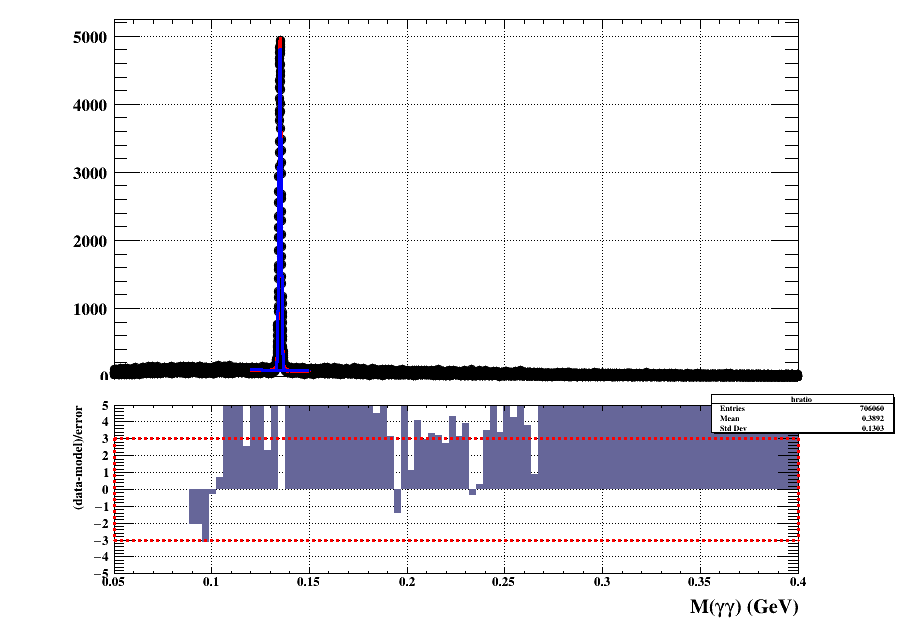 5000
4000
3000
2000
1000
0
(data-model)/error
5
4
3
2
1
0
−1
−2
−3
−4
−5
hratio
Entries 706060
Mean 0.3892
Std Dev 0.1303
0.05 0.1 0.15 0.2 0.25 0.3 0.35 0.4
M(γγ) (GeV)